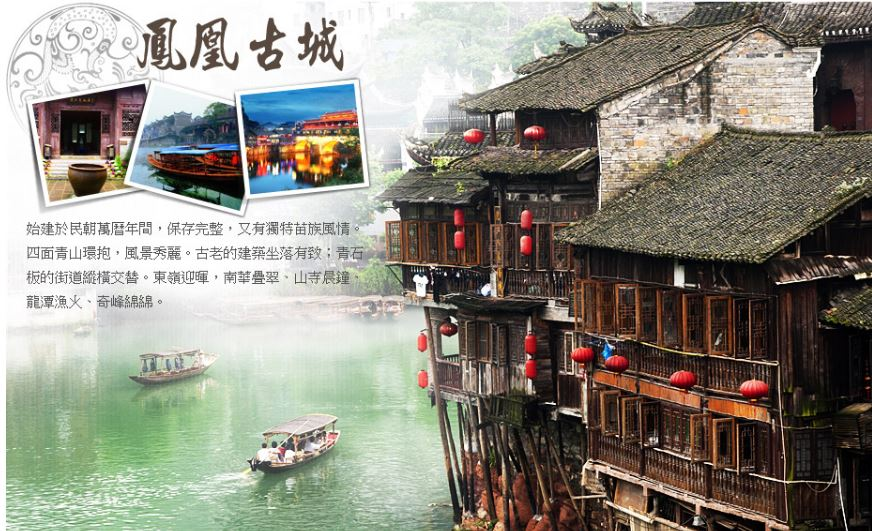 鳳凰古城
始建於民朝萬曆年間，保存完整，又有獨特苗族風情。
四面青山環抱，風景秀麗。古老的建築坐落有致；青石
板的街道縱橫交替。東嶺迎暉，南華疊翠、山寺晨鐘、
龍潭漁火、奇峰綿綿。